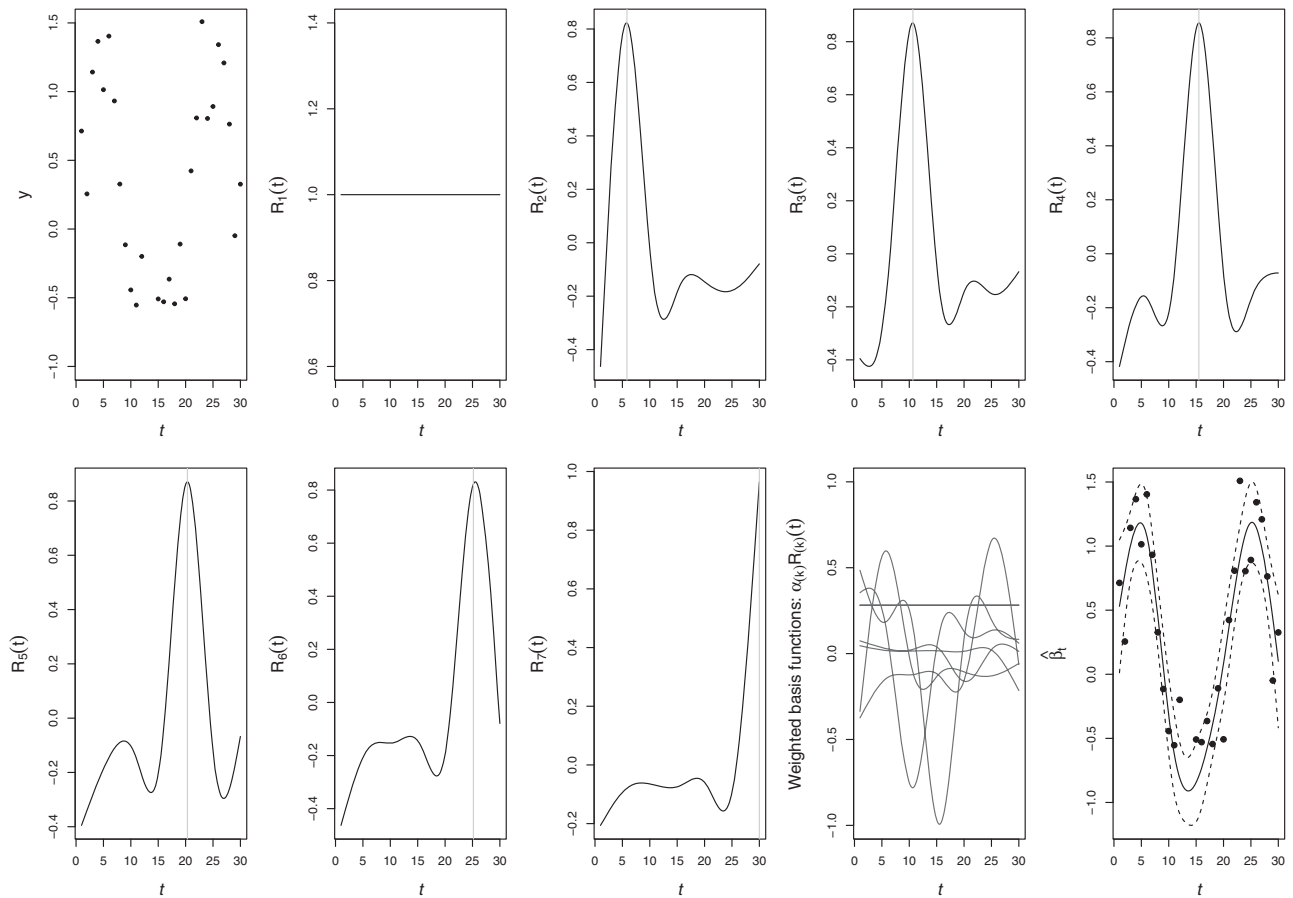 y
−1.0 −0.5 0.0 0.5 1.0 1.5
0 5 10 15 20 25 30
t
R₁(t)
0.6 0.8 1.0 1.2 1.4
0 5 10 15 20 25 30
t
R₂(t)
−0.4 −0.2 0.0 0.2 0.4 0.6 0.8
0 5 10 15 20 25 30
t
R₃(t)
−0.4 −0.2 0.0 0.2 0.4 0.6 0.8
0 5 10 15 20 25 30
t
R₄(t)
−0.4 −0.2 0.0 0.2 0.4 0.6 0.8
0 5 10 15 20 25 30
t
R₅(t)
−0.4 −0.2 0.0 0.2 0.4 0.6 0.8
0 5 10 15 20 25 30
t
R₆(t)
−0.4 −0.2 0.0 0.2 0.4 0.6 0.8
0 5 10 15 20 25 30
t
R₇(t)
−0.2 0.0 0.2 0.4 0.6 0.8 1.0
0 5 10 15 20 25 30
t
Weighted basis functions: α₍ₖ₎R₍ₖ₎(t)
−1.0 −0.5 0.0 0.5 1.0
0 5 10 15 20 25 30
t
β̂ₜ
−1.0 −0.5 0.0 0.5 1.0 1.5
0 5 10 15 20 25 30
t